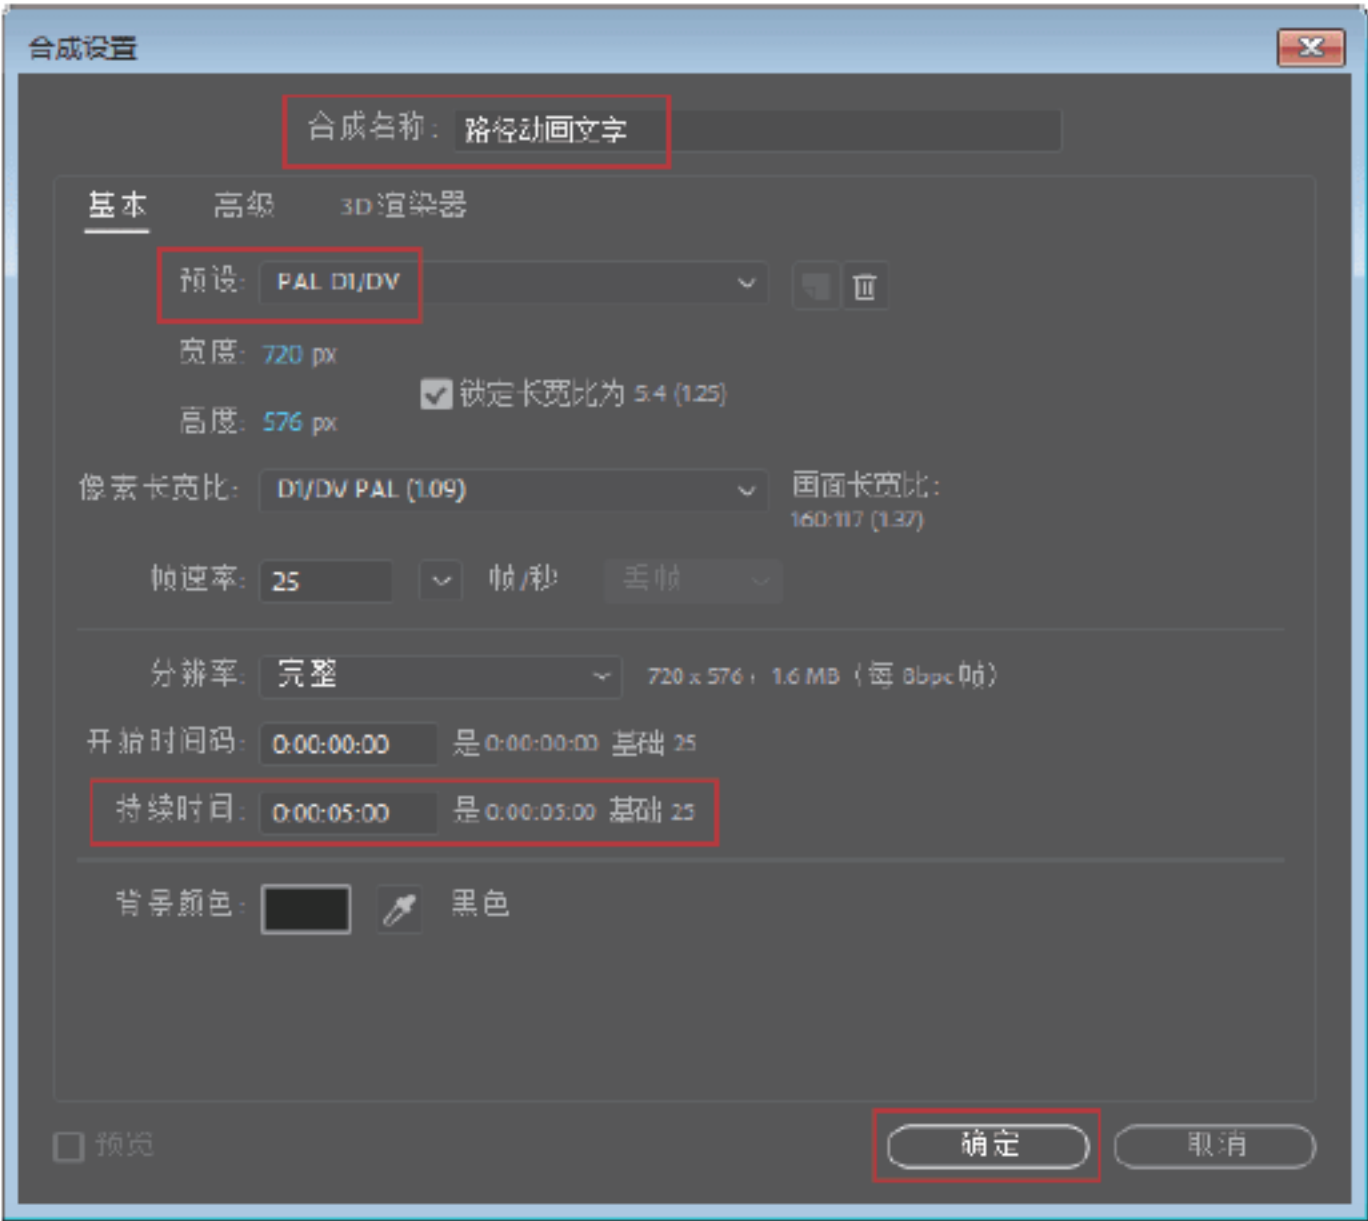 合成设置
合成名称: 路径动画文字
基本 高级 3D渲染器
预设: PAL D1/DV
宽度: 720 px
锁定长宽比为 5:4 (1.25)
高度: 576 px
像素长宽比: D1/DV PAL (1.09) 画面长宽比:
160:117 (1.37)
帧速率: 25 帧/秒 丢帧
分辨率: 完整 720 x 576, 1.6 MB (每 8bpc 帧)
开始时间码: 0:00:00:00 是 0:00:00:00 基础 25
持续时间: 0:00:05:00 是 0:00:05:00 基础 25
背景颜色: 黑色
预览 确定 取消